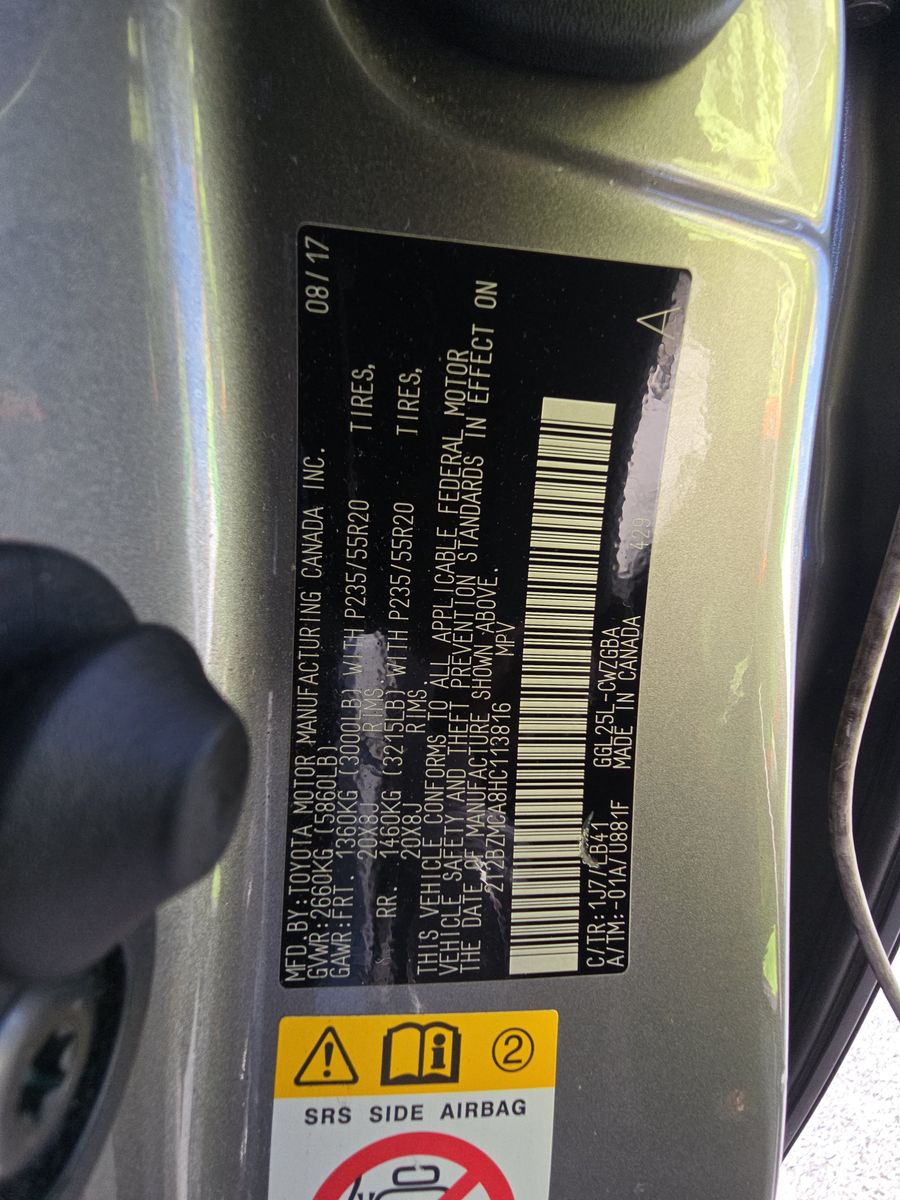 MFD.BY:TOYOTA MOTOR MANUFACTURING CANADA INC. 08/17
GVWR:2660KG(5860LB)
GAWR:FRT. 1360KG (3000LB) WITH P235/55R20 TIRES,
20X8J RIMS.
RR. 1460KG (3215LB) WITH P235/55R20 TIRES,
20X8J RIMS
THIS VEHICLE CONFORMS TO ALL APPLICABLE FEDERAL MOTOR
VEHICLE SAFETY AND THEFT PREVENTION STANDARDS IN EFFECT ON
THE DATE OF MANUFACTURE SHOWN ABOVE.
2T2BZMCA8HC113816 MPV
C/TR:1J7/LB41 GGL25L-CWZGBA
A/TM:-01A/U881F MADE IN CANADA 429
A
2
SRS SIDE AIRBAG